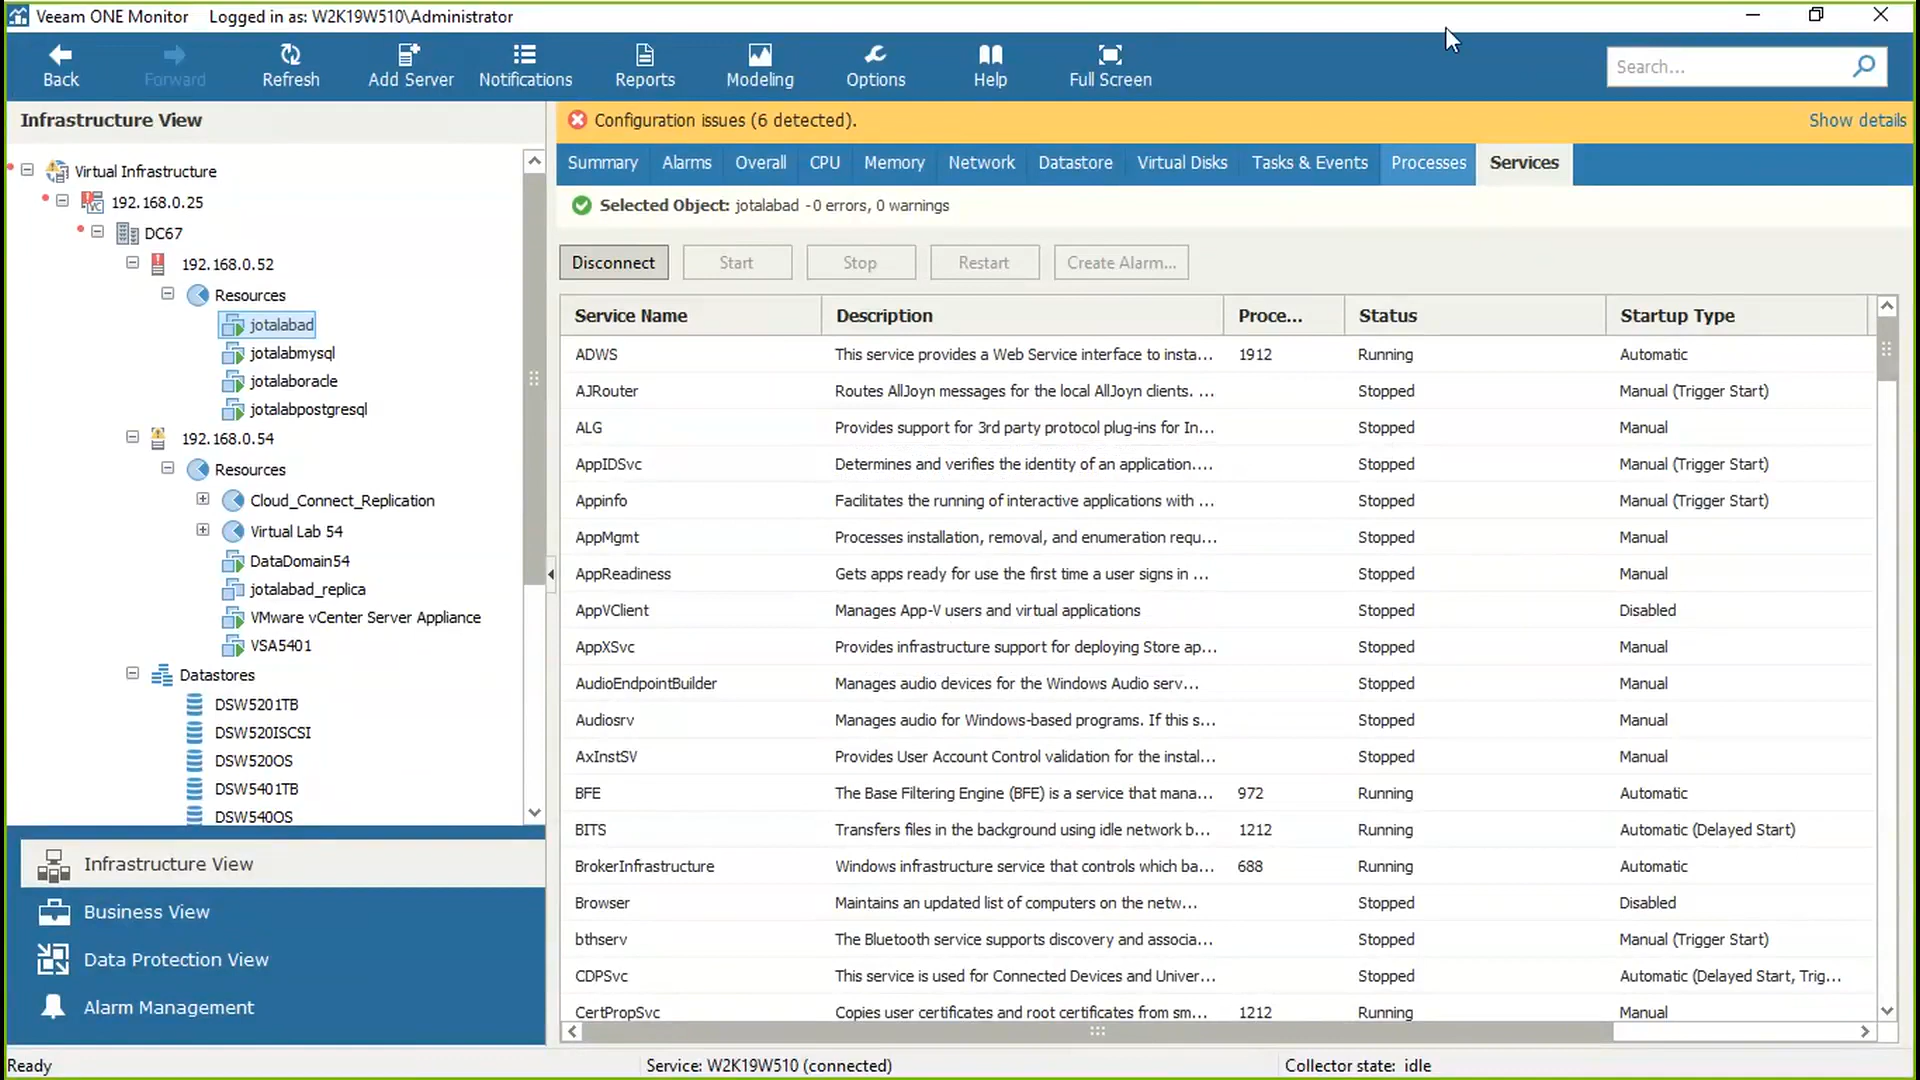 Veeam ONE Monitor Logged in as: W2K19W510\Administrator
Back Forward Refresh Add Server Notifications Reports Modeling Options Help Full Screen Search...
Infrastructure View
Virtual Infrastructure
192.168.0.25
DC67
192.168.0.52
Resources
jotalabad
jotalabmysql
jotalaboracle
jotalabpostgresql
192.168.0.54
Resources
Cloud_Connect_Replication
Virtual Lab 54
DataDomain54
jotalabad_replica
VMware vCenter Server Appliance
VSA5401
Datastores
DSW5201TB
DSW520ISCSI
DSW520OS
DSW5401TB
DSW540OS
Infrastructure View
Business View
Data Protection View
Alarm Management
Configuration issues (6 detected). Show details
Summary Alarms Overall CPU Memory Network Datastore Virtual Disks Tasks & Events Processes Services
Selected Object: jotalabad - 0 errors, 0 warnings
Disconnect Start Stop Restart Create Alarm...
Service Name Description Proce... Status Startup Type
ADWS This service provides a Web Service interface to insta... 1912 Running Automatic
AJRouter Routes AllJoyn messages for the local AllJoyn clients. ... Stopped Manual (Trigger Start)
ALG Provides support for 3rd party protocol plug-ins for In... Stopped Manual
AppIDSvc Determines and verifies the identity of an application.... Stopped Manual (Trigger Start)
Appinfo Facilitates the running of interactive applications with ... Stopped Manual (Trigger Start)
AppMgmt Processes installation, removal, and enumeration requ... Stopped Manual
AppReadiness Gets apps ready for use the first time a user signs in ... Stopped Manual
AppVClient Manages App-V users and virtual applications Stopped Disabled
AppXSvc Provides infrastructure support for deploying Store ap... Stopped Manual
AudioEndpointBuilder Manages audio devices for the Windows Audio serv... Stopped Manual
Audiosrv Manages audio for Windows-based programs. If this s... Stopped Manual
AxInstSV Provides User Account Control validation for the instal... Stopped Manual
BFE The Base Filtering Engine (BFE) is a service that mana... 972 Running Automatic
BITS Transfers files in the background using idle network b... 1212 Running Automatic (Delayed Start)
BrokerInfrastructure Windows infrastructure service that controls which ba... 688 Running Automatic
Browser Maintains an updated list of computers on the netw... Stopped Disabled
bthserv The Bluetooth service supports discovery and associa... Stopped Manual (Trigger Start)
CDPSvc This service is used for Connected Devices and Univer... Stopped Automatic (Delayed Start, Trig...
CertPropSvc Copies user certificates and root certificates from sm... 1212 Running Manual
Ready Service: W2K19W510 (connected) Collector state: idle